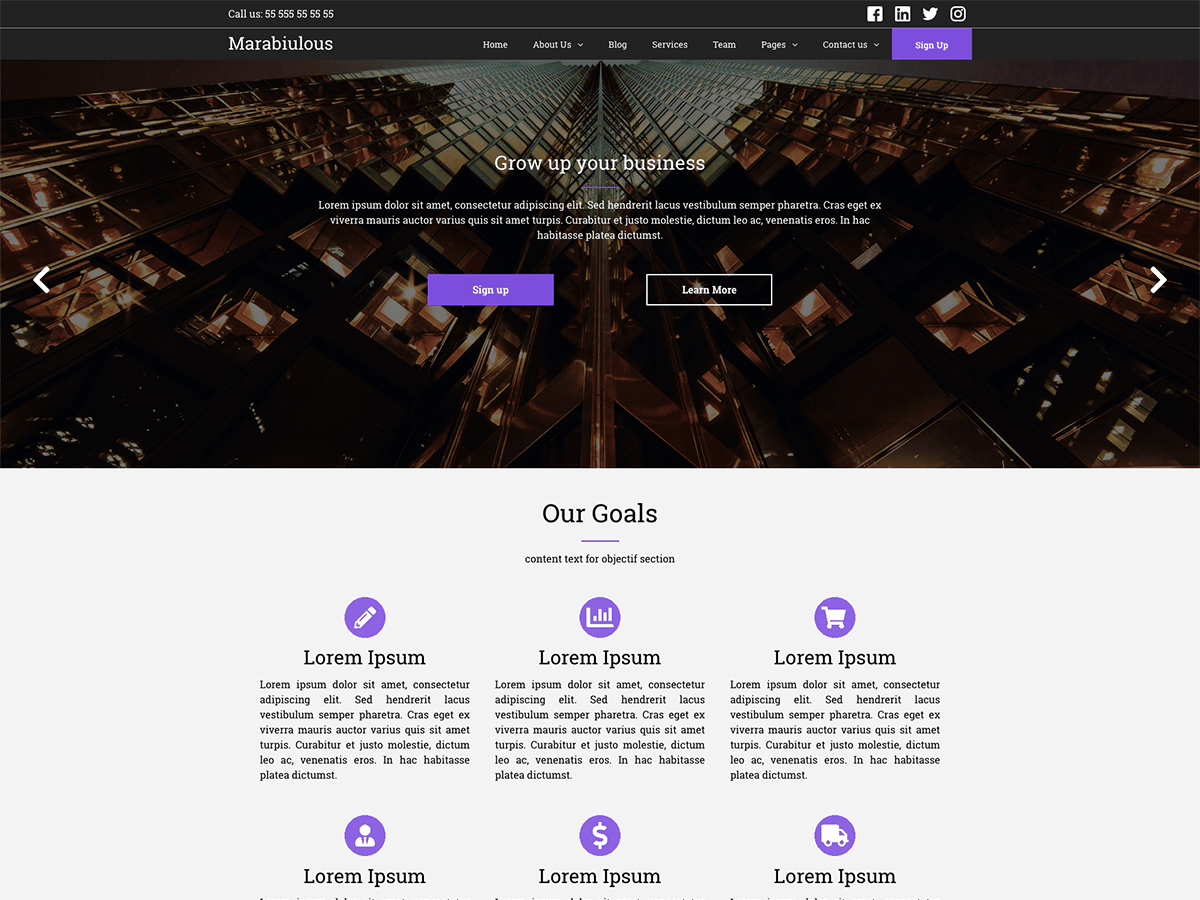 Call us: 55 555 55 55 55
Marabiulous
Home About Us Blog Services Team Pages Contact us Sign Up
Grow up your business
Lorem ipsum dolor sit amet, consectetur adipiscing elit. Sed hendrerit lacus vestibulum semper pharetra. Cras eget ex
viverra mauris auctor varius quis sit amet turpis. Curabitur et justo molestie, dictum leo ac, venenatis eros. In hac
habitasse platea dictumst.
Sign up
Learn More
Our Goals
content text for objectif section
Lorem Ipsum
Lorem ipsum dolor sit amet, consectetur
adipiscing elit. Sed hendrerit lacus
vestibulum semper pharetra. Cras eget ex
viverra mauris auctor varius quis sit amet
turpis. Curabitur et justo molestie, dictum
leo ac, venenatis eros. In hac habitasse
platea dictumst.
Lorem Ipsum
Lorem ipsum dolor sit amet, consectetur
adipiscing elit. Sed hendrerit lacus
vestibulum semper pharetra. Cras eget ex
viverra mauris auctor varius quis sit amet
turpis. Curabitur et justo molestie, dictum
leo ac, venenatis eros. In hac habitasse
platea dictumst.
Lorem Ipsum
Lorem ipsum dolor sit amet, consectetur
adipiscing elit. Sed hendrerit lacus
vestibulum semper pharetra. Cras eget ex
viverra mauris auctor varius quis sit amet
turpis. Curabitur et justo molestie, dictum
leo ac, venenatis eros. In hac habitasse
platea dictumst.
Lorem Ipsum
Lorem Ipsum
Lorem Ipsum